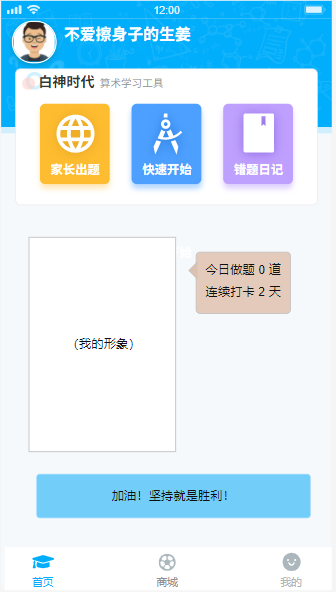 12:00
不爱擦身子的生姜
白神时代 算术学习工具
家长出题 快速开始 错题日记
今日做题 0 道
连续打卡 2 天
（我的形象）
加油！坚持就是胜利！
首页 商城 我的